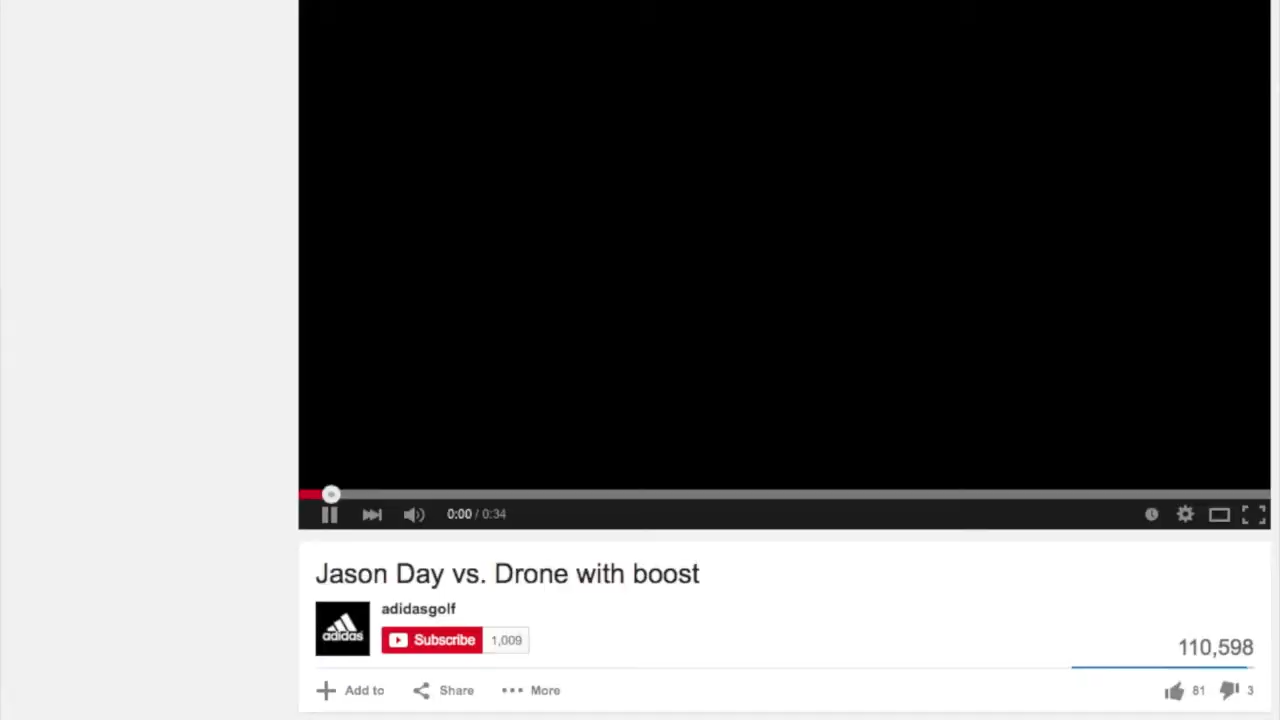 0:00 / 0:34
Jason Day vs. Drone with boost
adidasgolf
adidas
Subscribe 1,009
110,598
Add to Share More
81 3